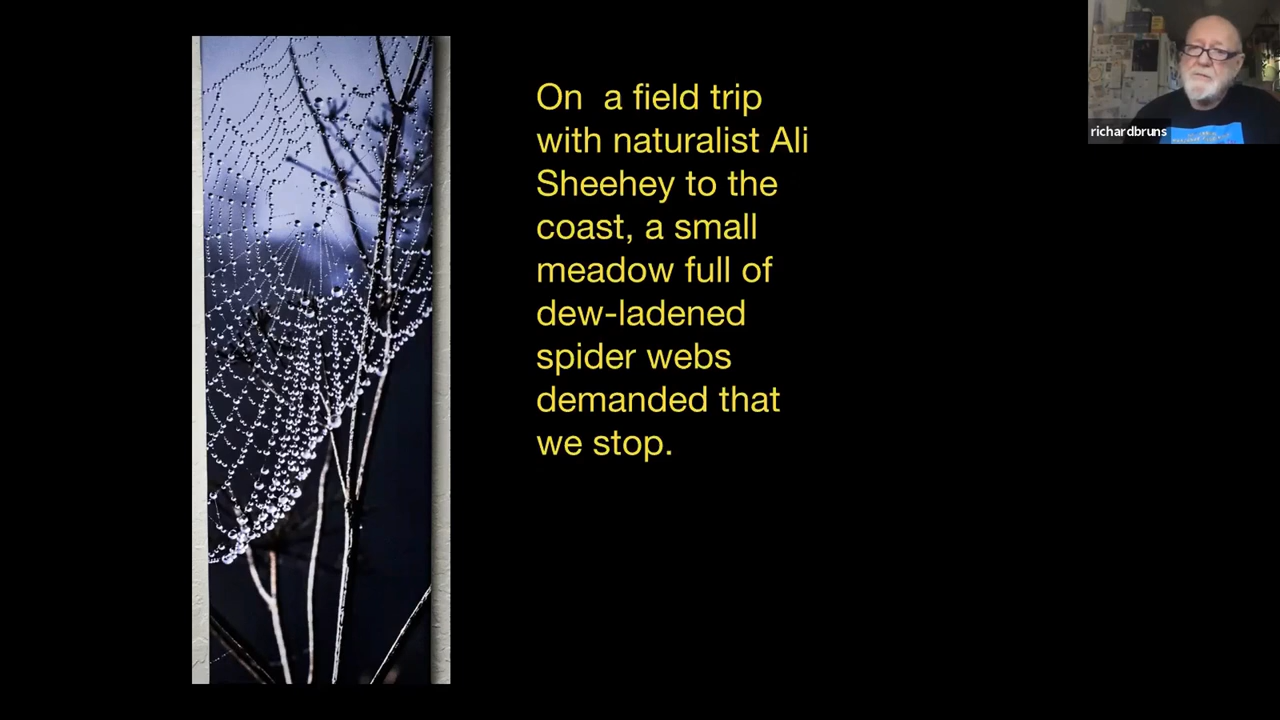 On  a field trip
with naturalist Ali
Sheehey to the
coast, a small
meadow full of
dew-ladened
spider webs
demanded that
we stop.
richardbruns